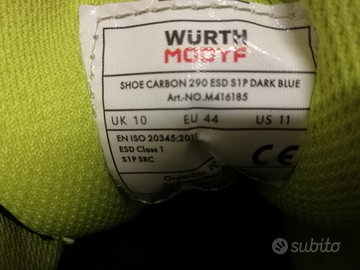 WÜRTH
MODYF
SHOE CARBON 290 ESD S1P DARK BLUE
Art.-NO.M416185
UK 10 EU 44 US 11
EN ISO 20345:201
ESD Class 1
S1P SRC
CE
subito